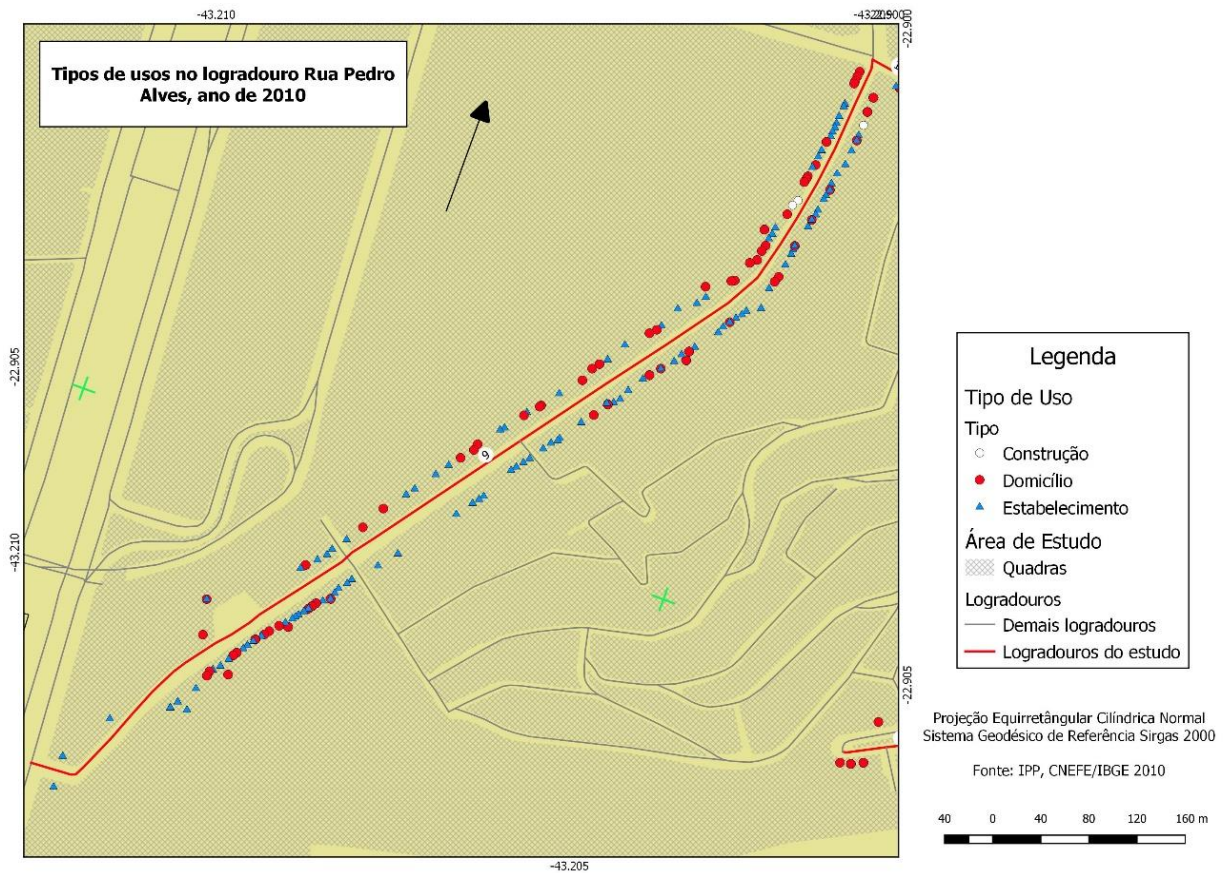 -43.210
-22.900
Tipos de usos no logradouro Rua Pedro
Alves, ano de 2010
-22.905
9
-43.210
-22.905
-43.205
Legenda
Tipo de Uso
Tipo
Construção
Domicílio
Estabelecimento
Área de Estudo
Quadras
Logradouros
Demais logradouros
Logradouros do estudo
Projeção Equirretângular Cilíndrica Normal
Sistema Geodésico de Referência Sirgas 2000
Fonte: IPP, CNEFE/IBGE 2010
40 0 40 80 120 160 m